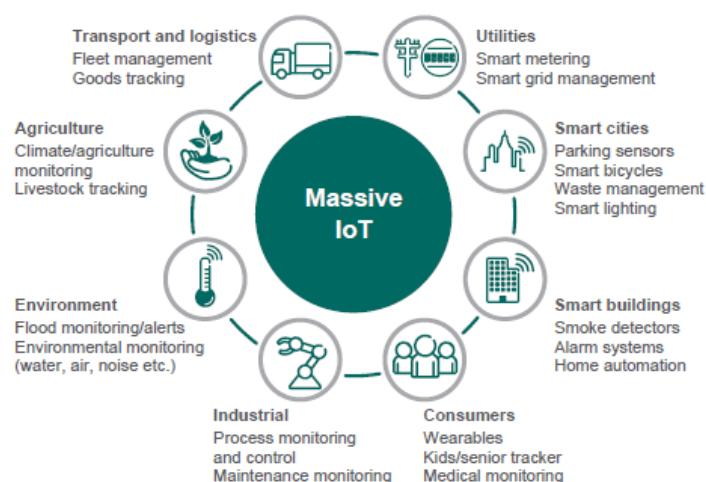 Transport and logistics
Fleet management
Goods tracking
Utilities
Smart metering
Smart grid management
Agriculture
Climate/agriculture
monitoring
Livestock tracking
Smart cities
Parking sensors
Smart bicycles
Waste management
Smart lighting
Massive
IoT
Environment
Flood monitoring/alerts
Environmental monitoring
(water, air, noise etc.)
Smart buildings
Smoke detectors
Alarm systems
Home automation
Industrial
Process monitoring
and control
Maintenance monitoring
Consumers
Wearables
Kids/senior tracker
Medical monitoring